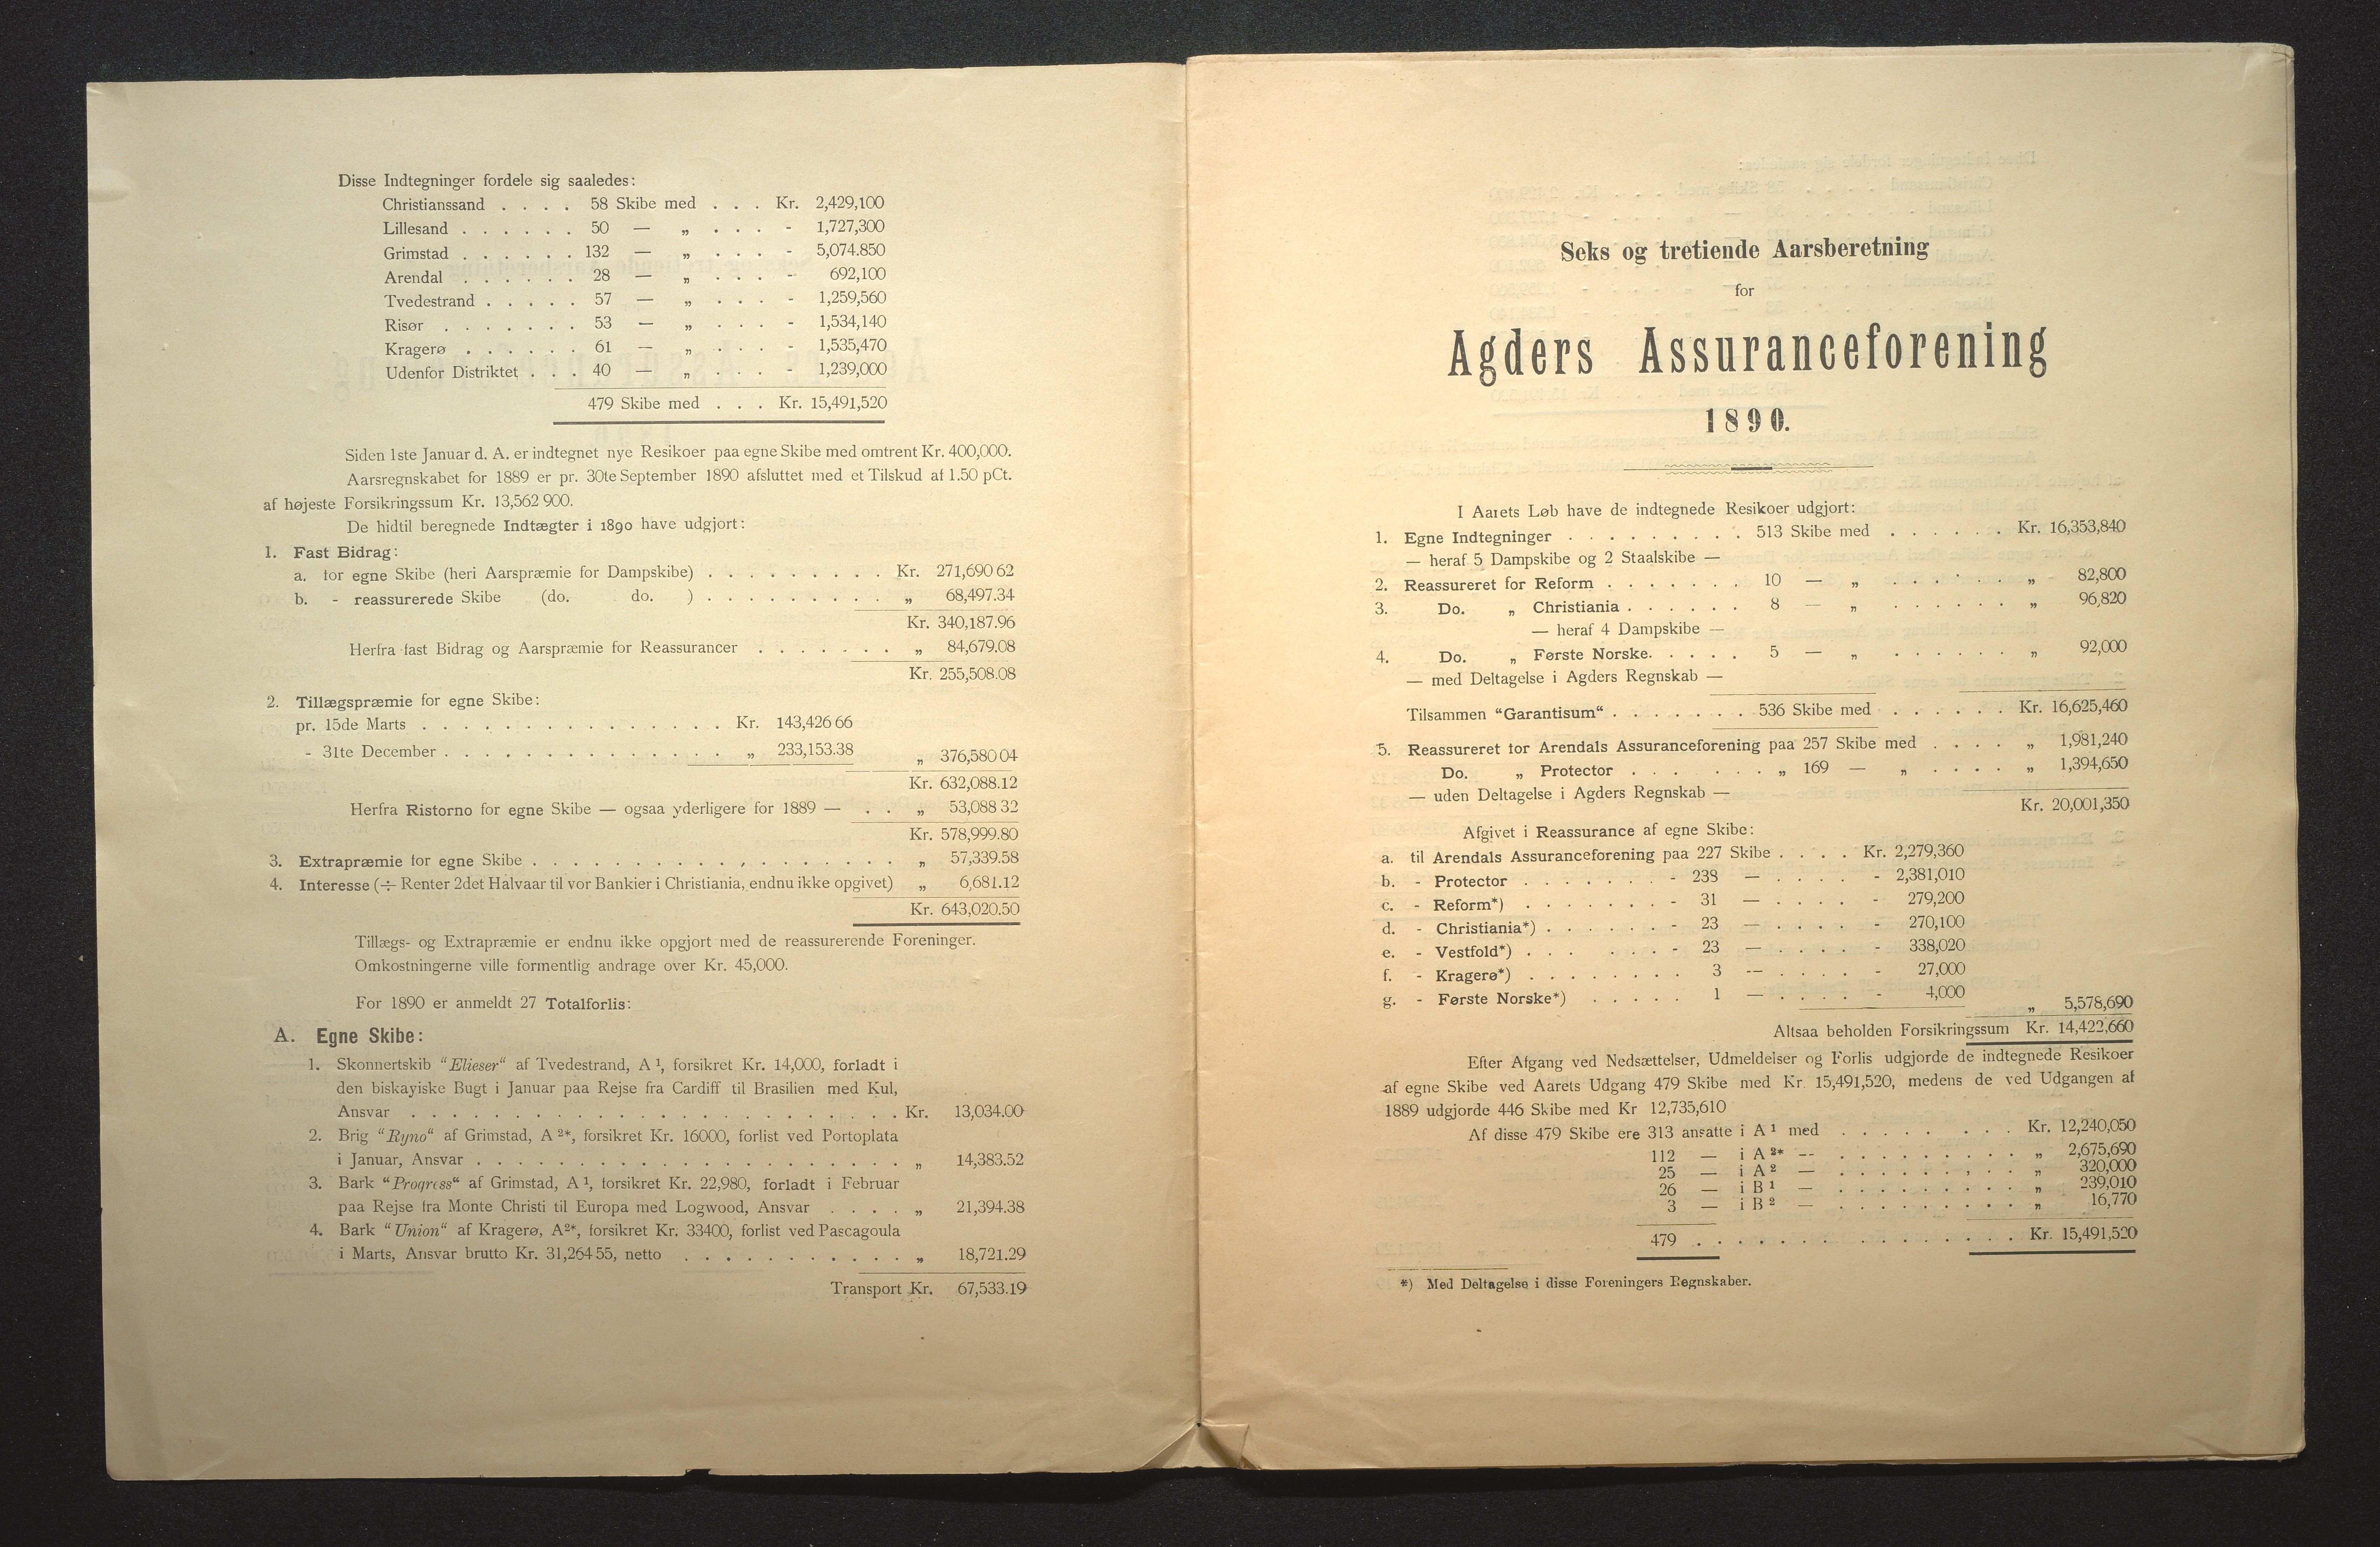 Disse Indtegninger fordele sig saaledes:
Christianssand . . . . 58 Skibe med . . . Kr. 2,429,100
Lillesand . . . . . . 50 — „ . . . - 1,727,300
Grimstad . . . . . . 132 — „ . . . - 5,074.850
Arendal . . . . . . 28 — „ . . . - 692,100
Tvedestrand . . . . . 57 — „ . . . - 1,259,560
Risør . . . . . . . 53 — „ . . . - 1,534,140
Kragerø . . . . . . 61 — „ . . . - 1,535,470
Udenfor Distriktet . . . 40 — „ . . . - 1,239,000
479 Skibe med . . . Kr. 15,491,520
Siden 1ste Januar d. A. er indtegnet nye Resikoer paa egne Skibe med omtrent Kr. 400,000.
Aarsregnskabet for 1889 er pr. 30te September 1890 afsluttet med et Tilskud af 1.50 pCt.
af højeste Forsikringssum Kr. 13,562 900.
De hidtil beregnede Indtægter i 1890 have udgjort:
1. Fast Bidrag:
a. for egne Skibe (heri Aarspræmie for Dampskibe) . . . . . . . . . Kr. 271,690 62
b. - reassurerede Skibe (do. do. ) . . . . . . . . . „ 68,497.34
Kr. 340,187.96
Herfra fast Bidrag og Aarspræmie for Reassurancer . . . . . . . „ 84,679.08
Kr. 255,508.08
2. Tillægspræmie for egne Skibe:
pr. 15de Marts . . . . . . . . . . . . . . . Kr. 143,426 66
- 31te December . . . . . . . . . . . . . . „ 233,153.38 „ 376,580 04
Kr. 632,088.12
Herfra Ristorno for egne Skibe — ogsaa yderligere for 1889 — . . „ 53,088 32
Kr. 578,999.80
3. Extrapræmie for egne Skibe . . . . . . . . . . . . . . . . . . „ 57,339.58
4. Interesse (÷ Renter 2det Halvaar til vor Bankier i Christiania, endnu ikke opgivet) „ 6,681.12
Kr. 643,020.50
Tillægs- og Extrapræmie er endnu ikke opgjort med de reassurerende Foreninger.
Omkostningerne ville formentlig andrage over Kr. 45,000.
For 1890 er anmeldt 27 Totalforlis:
A. Egne Skibe:
1. Skonnertskib "Elieser" af Tvedestrand, A 1, forsikret Kr. 14,000, forladt i
den biskayiske Bugt i Januar paa Rejse fra Cardiff til Brasilien med Kul,
Ansvar . . . . . . . . . . . . . . . . . . . . . . . . Kr. 13,034.00
2. Brig "Ryno" af Grimstad, A 2*, forsikret Kr. 16000, forlist ved Portoplata
i Januar, Ansvar . . . . . . . . . . . . . . . . . . . . . „ 14,383.52
3. Bark "Progress" af Grimstad, A 1, forsikret Kr. 22,980, forladt i Februar
paa Rejse fra Monte Christi til Europa med Logwood, Ansvar . . . . „ 21,394.38
4. Bark "Union" af Kragerø, A2*, forsikret Kr. 33400, forlist ved Pascagoula
i Marts, Ansvar brutto Kr. 31,264 55, netto . . . . . . . . . . . „ 18,721.29
Transport Kr. 67,533.19
Seks og tretiende Aarsberetning
for
Agders Assuranceforening
1890.
I Aarets Løb have de indtegnede Resikoer udgjort:
1. Egne Indtegninger . . . . . . . . . 513 Skibe med . . . . . . Kr. 16,353,840
— heraf 5 Dampskibe og 2 Staalskibe —
2. Reassureret for Reform . . . . . . . 10 — „ . . . . . . „ 82,800
3. Do. „ Christiania . . . . . . 8 — „ . . . . . . „ 96,820
— heraf 4 Dampskibe —
4. Do. „ Første Norske. . . . . 5 — „ . . . . . . „ 92,000
— med Deltagelse i Agders Regnskab —
Tilsammen "Garantisum" . . . . . . . 536 Skibe med . . . . . . Kr. 16,625,460
5. Reassureret for Arendals Assuranceforening paa 257 Skibe med . . . . „ 1,981,240
Do. „ Protector . . . . . . „ 169 — „ . . . . „ 1,394,650
— uden Deltagelse i Agders Regnskab —
Kr. 20,001,350
Afgivet i Reassurance af egne Skibe:
a. til Arendals Assuranceforening paa 227 Skibe . . . . Kr. 2,279,360
b. - Protector . . . . . . . - 238 — . . . . - 2,381,010
c. - Reform*) . . . . . . . - 31 — . . . . - 279,200
d. - Christiania*) . . . . . . - 23 — . . . . - 270,100
e. - Vestfold*) . . . . . . - 23 — . . . . - 338,020
f. - Kragerø*) . . . . . . . . 3 — . . . . - 27,000
g. - Første Norske*) . . . . . 1 — . . . . - 4,000 „ 5,578,690
Altsaa beholden Forsikringssum Kr. 14,422,660
Efter Afgang ved Nedsættelser, Udmeldelser og Forlis udgjorde de indtegnede Resikoer
af egne Skibe ved Aarets Udgang 479 Skibe med Kr. 15,491,520, medens de ved Udgangen af
1889 udgjorde 446 Skibe med Kr 12,735,610
Af disse 479 Skibe ere 313 ansatte i A 1 med . . . . . . . . . Kr. 12,240,050
112 — i A 2* — . . . . . . . . . „ 2,675,690
25 — i A 2 — . . . . . . . . . „ 320,000
26 — i B 1 — . . . . . . . . . „ 239,010
3 — i B 2 — . . . . . . . . . „ 16,770
479 . . . . . . . . . . . . . Kr. 15,491,520
*) Med Deltagelse i disse Foreningers Regnskaber.